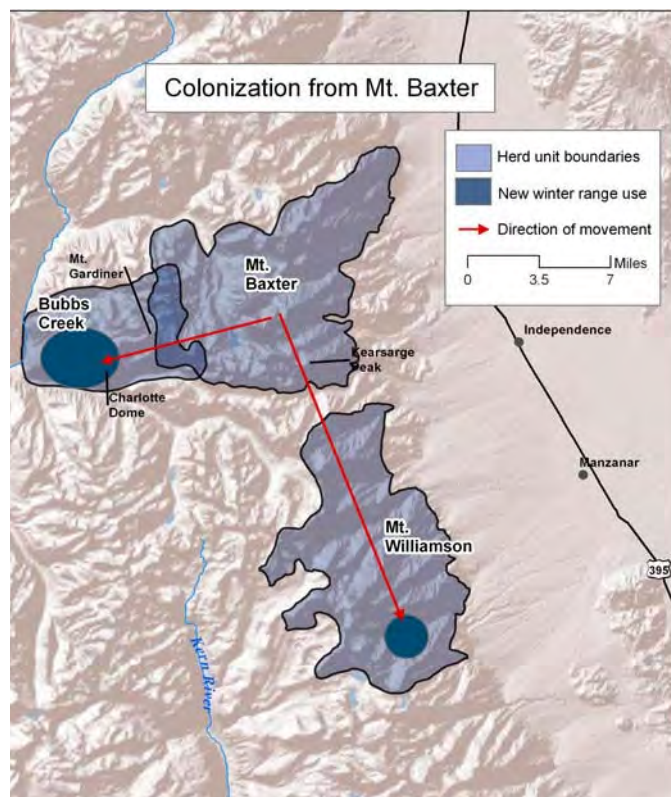 Colonization from Mt. Baxter
Herd unit boundaries
New winter range use
Direction of movement
Miles
0 3.5 7
Mt.
Gardiner
Mt.
Baxter
Bubbs
Creek
Independence
Kearsarge
Peak
Charlotte
Dome
Manzanar
Mt.
Williamson
395
Kern River